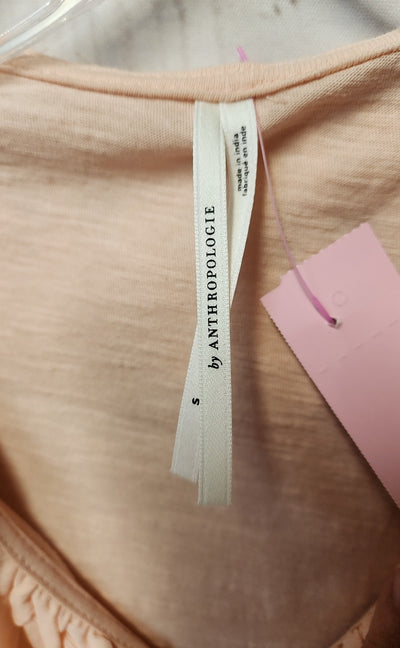 made in india
fabriqué en inde
by ANTHROPOLOGIE
S